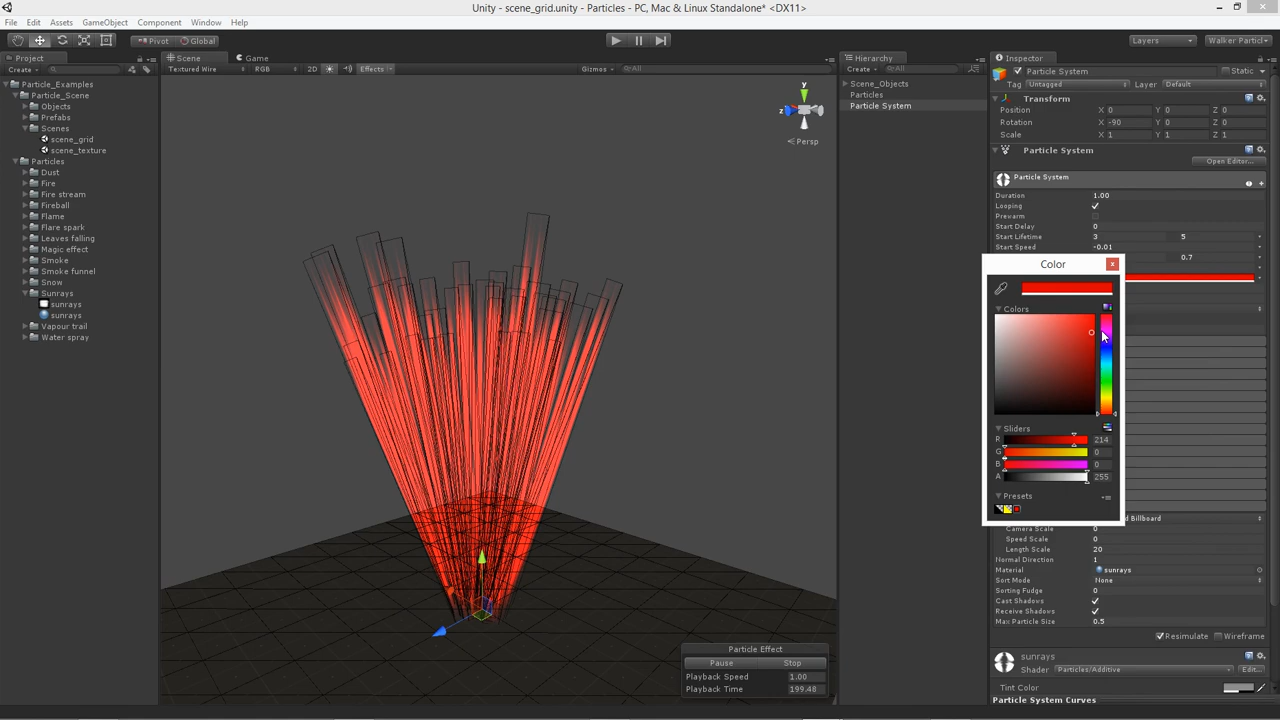 Unity - scene_grid.unity - Particles - PC, Mac & Linux Standalone* <DX11>
File Edit Assets GameObject Component Window Help
Pivot Global Layers Walker Particl
Project
Create
Particle_Examples
Particle_Scene
Objects
Prefabs
Scenes
scene_grid
scene_texture
Particles
Dust
Fire
Fire stream
Fireball
Flame
Flare spark
Leaves falling
Magic effect
Smoke
Smoke funnel
Snow
Sunrays
sunrays
sunrays
Vapour trail
Water spray
Scene Game
Textured Wire RGB 2D Effects Gizmos All
y
z
Persp
Particle Effect
Pause Stop
Playback Speed 1.00
Playback Time 199.48
Hierarchy
Create All
Scene_Objects
Particles
Particle System
Inspector
Particle System Static
Tag Untagged Layer Default
Transform
Position X 0 Y 0 Z 0
Rotation X -90 Y 0 Z 0
Scale X 1 Y 1 Z 1
Particle System
Open Editor...
Particle System
Duration 1.00
Looping
Prewarm
Start Delay 0
Start Lifetime 3 5
Start Speed -0.01
0.7
Color
Colors
Sliders
R 214
G 0
B 0
A 255
Presets
d Billboard
Camera Scale 0
Speed Scale 0
Length Scale 20
Normal Direction 1
Material sunrays
Sort Mode None
Sorting Fudge 0
Cast Shadows
Receive Shadows
Max Particle Size 0.5
Resimulate Wireframe
sunrays
Shader Particles/Additive Edit...
Tint Color
Particle System Curves